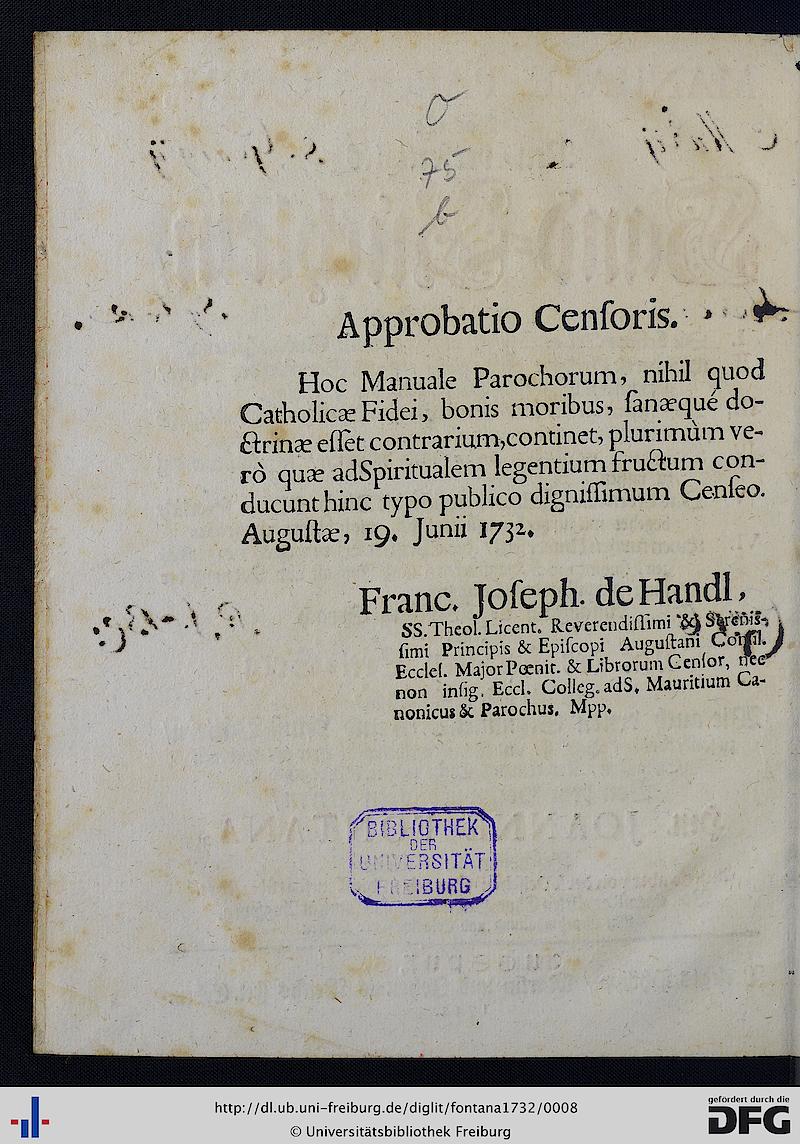 O
75
b
Approbatio Cenſoris.
Hoc Manuale Parochorum, nihil quod
Catholicæ Fidei, bonis moribus, ſanæqué do-
ctrinæ eſſet contrarium, continet, plurimùm ve-
rò quæ adSpiritualem legentium fructum con-
ducunt hinc typo publico digniſſimum Cenſeo.
Auguſtæ, 19. Junii 1732.
Franc. Joſeph. de Handl,
SS. Theol. Licent. Reverendiſſimi & Sereniſ-
ſimi Principis & Epiſcopi Auguſtani Conſil.
Eccleſ. Major Pœnit. & Librorum Cenſor, nec
non inſig. Eccl. Colleg. adS. Mauritium Ca-
nonicus & Parochus. Mpp.
BIBLIOTHEK
DER
UNIVERSITÄT
FREIBURG
http://dl.ub.uni-freiburg.de/diglit/fontana1732/0008
© Universitätsbibliothek Freiburg
gefördert durch die
DFG